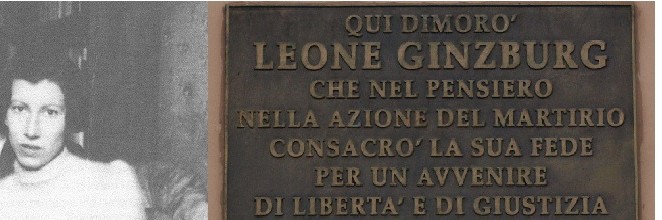 QUI DIMORO'
LEONE GINZBURG
CHE NEL PENSIERO
NELLA AZIONE DEL MARTIRIO
CONSACRO' LA SUA FEDE
PER UN AVVENIRE
DI LIBERTA' E DI GIUSTIZIA